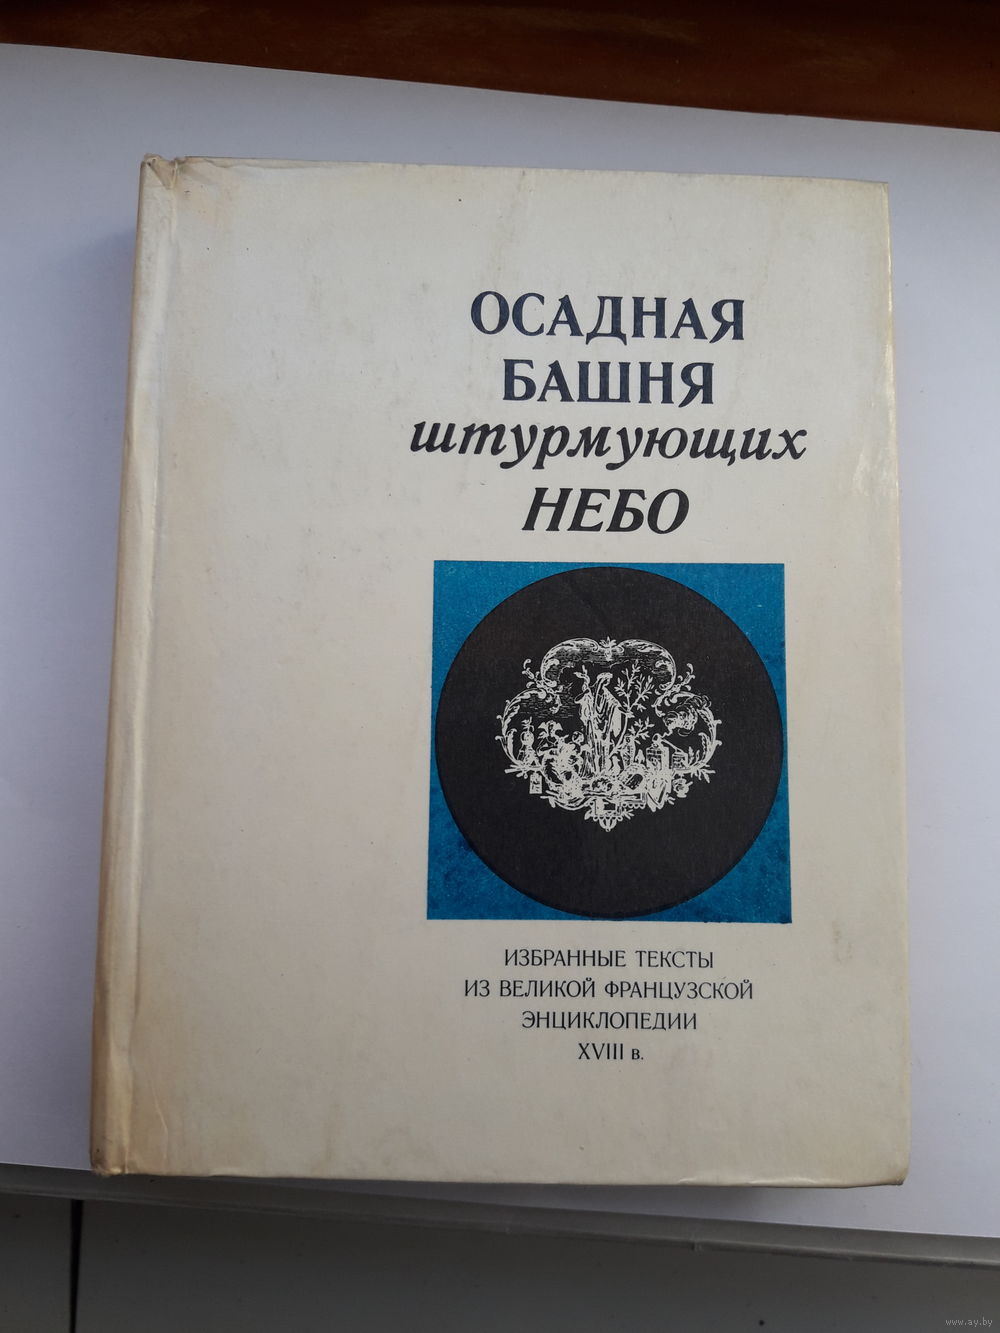 ОСАДНАЯ
БАШНЯ
штурмующих
НЕБО
ИЗБРАННЫЕ ТЕКСТЫ
ИЗ ВЕЛИКОЙ ФРАНЦУЗСКОЙ
ЭНЦИКЛОПЕДИИ
XVIII в.
www.ay.by